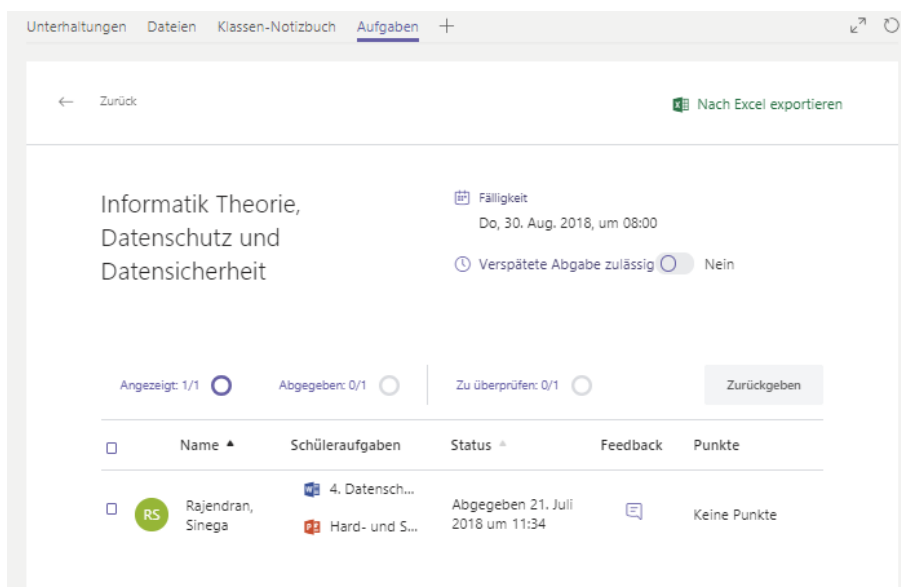 Unterhaltungen Dateien Klassen-Notizbuch Aufgaben
Zurück
Nach Excel exportieren
Informatik Theorie,
Datenschutz und
Datensicherheit
Fälligkeit
Do, 30. Aug. 2018, um 08:00
Verspätete Abgabe zulässig Nein
Angezeigt: 1/1 Abgegeben: 0/1 Zu überprüfen: 0/1 Zurückgeben
Name Schüleraufgaben Status Feedback Punkte
RS
Rajendran,
Sinega
4. Datensch...
Hard- und S...
Abgegeben 21. Juli
2018 um 11:34
Keine Punkte